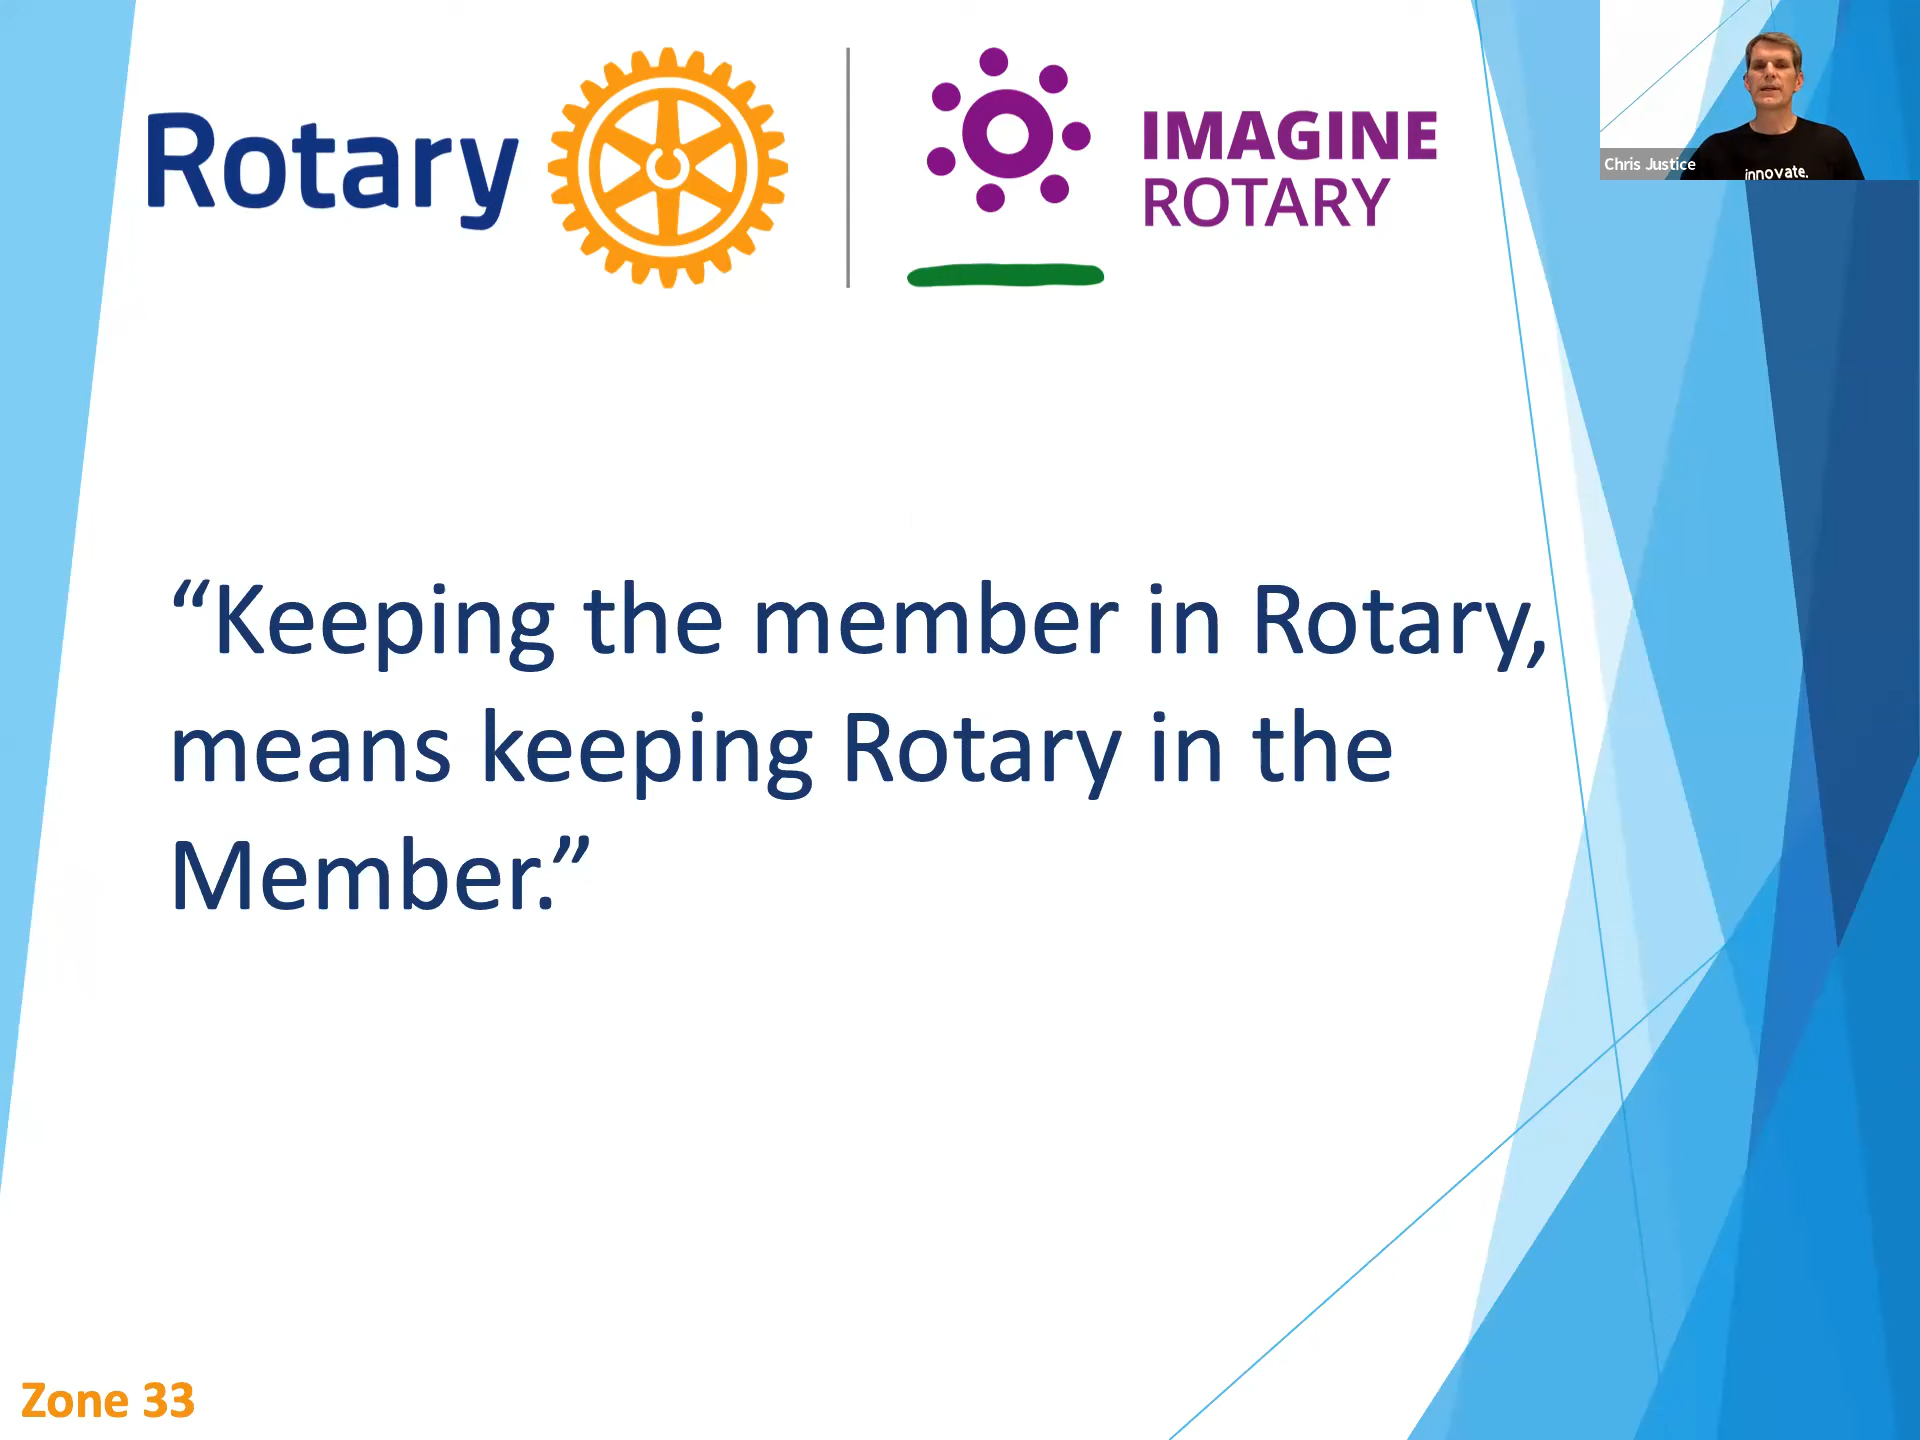 Rotary
IMAGINE
ROTARY
Chris Justice
innovate.
“Keeping the member in Rotary,
means keeping Rotary in the
Member.”
Zone 33